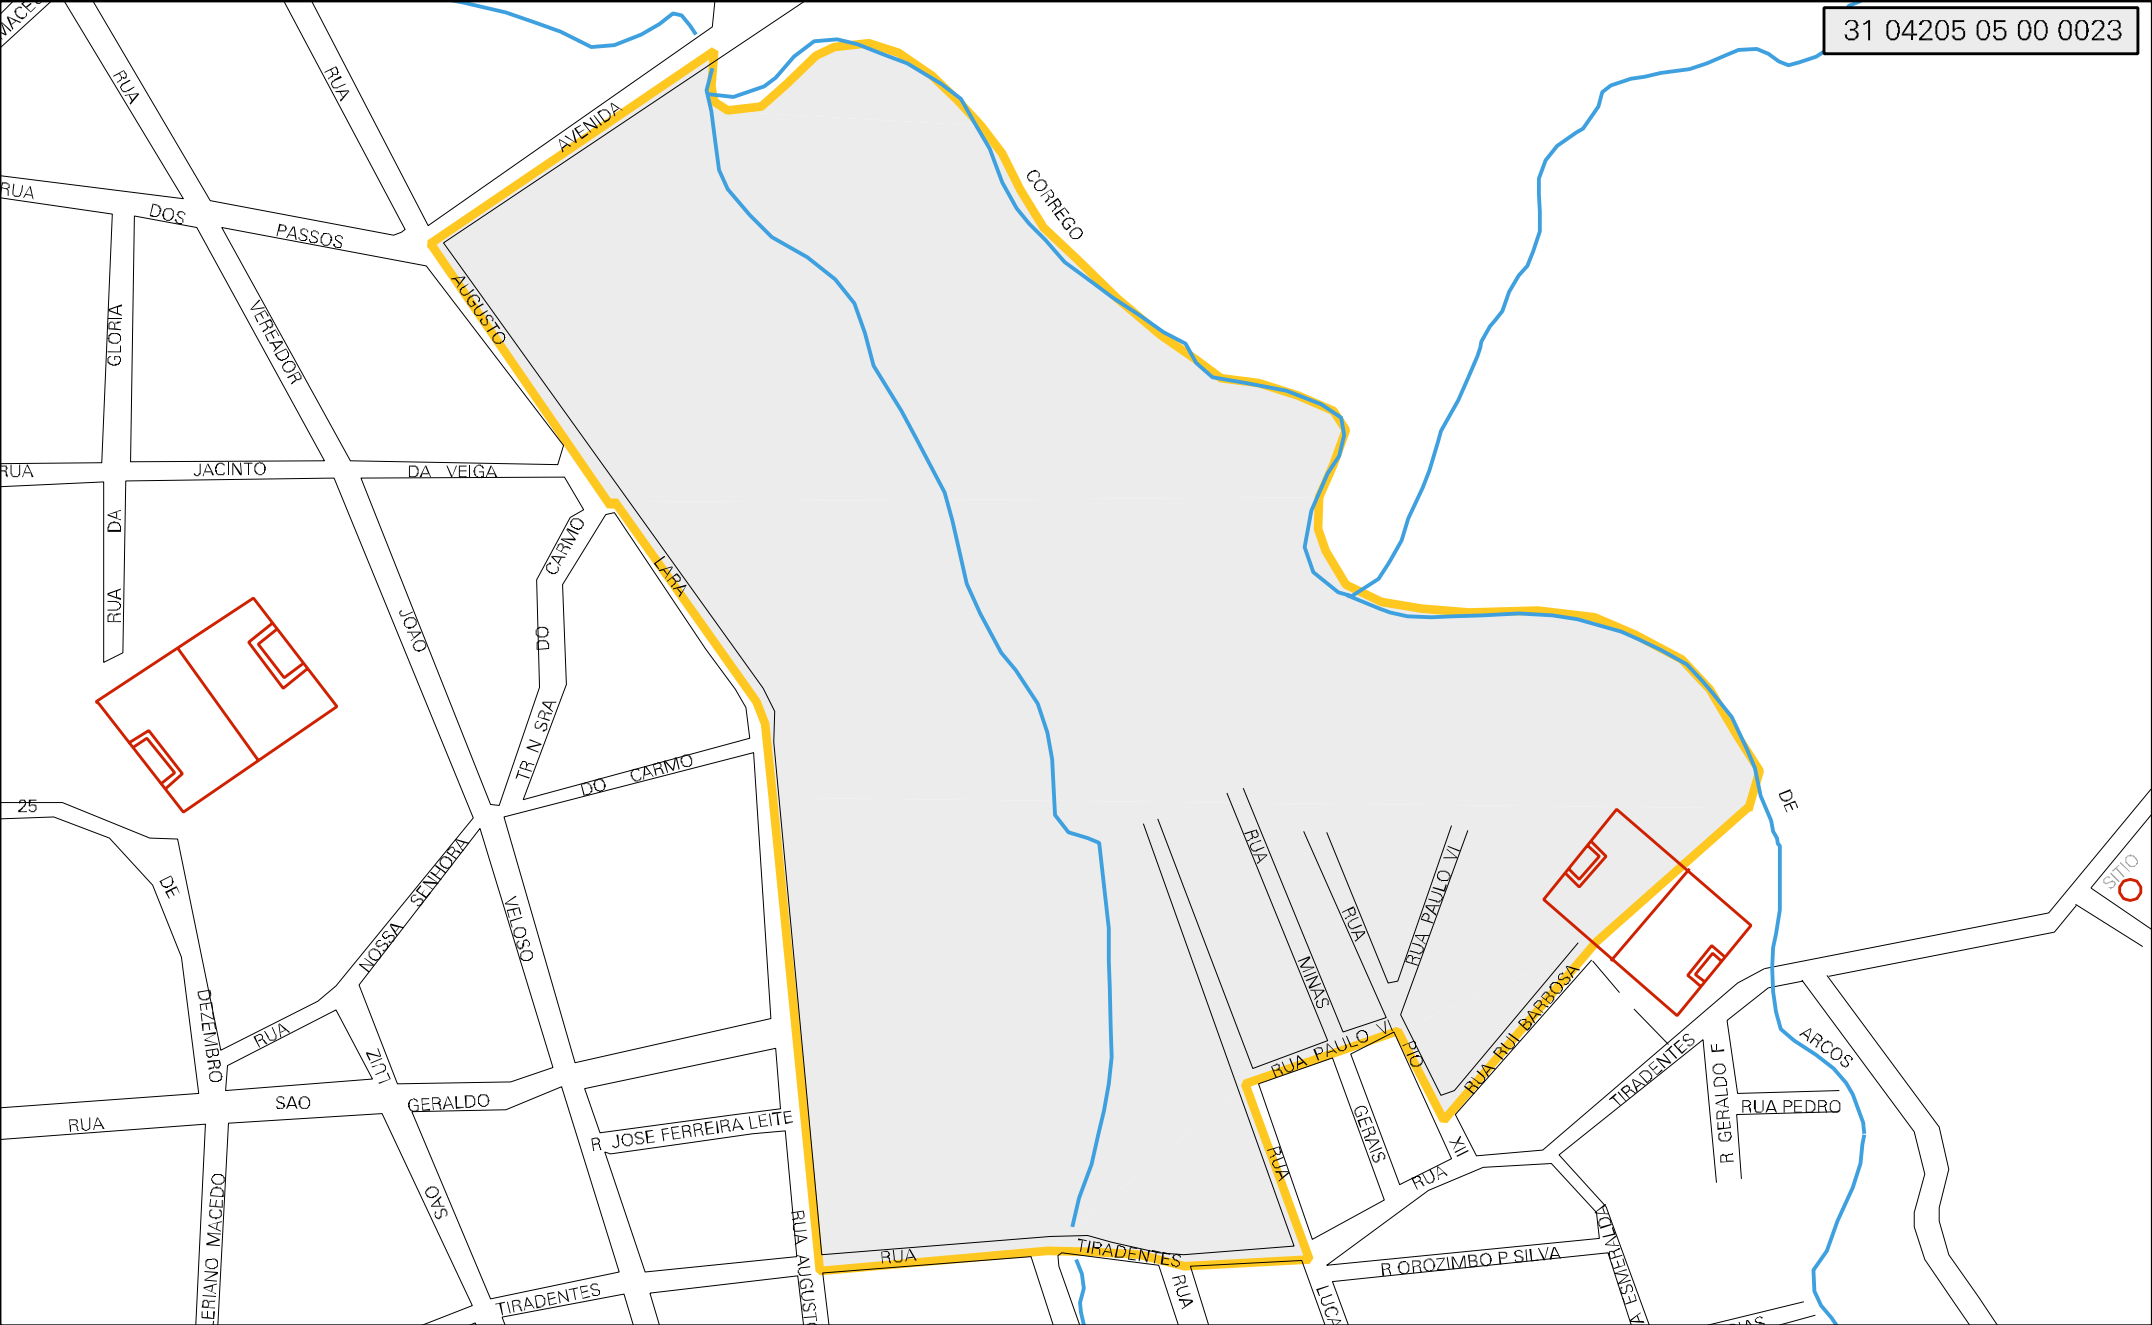 31 04205 05 00 0023
RUA
RUA
AVENIDA
RUA
DOS
PASSOS
CORREGO
AUGUSTO
GLORIA
VEREADOR
RUA
JACINTO
DA VEIGA
DA
CARMO
LARA
RUA
DO
JOAO
TR N SRA
DO CARMO
25
DE
DE
SENHORA
NOSSA
VELOSO
RUA
MINAS
RUA
RUA PAULO VI
SITIO
DEZEMBRO
RUA
LUIZ
RUA PAULO VI
PIO
RUA RUI BARBOSA
TIRADENTES
ARCOS
R GERALDO F
RUA PEDRO
RUA
SAO
GERALDO
R JOSE FERREIRA LEITE
GERAIS
XII
RUA
RUA
SAO
ERIANO MACEDO
RUA AUGUSTO
RUA
TIRADENTES
R OROZIMBO P SILVA
A ESMERALDA
TIRADENTES
RUA
LUCA